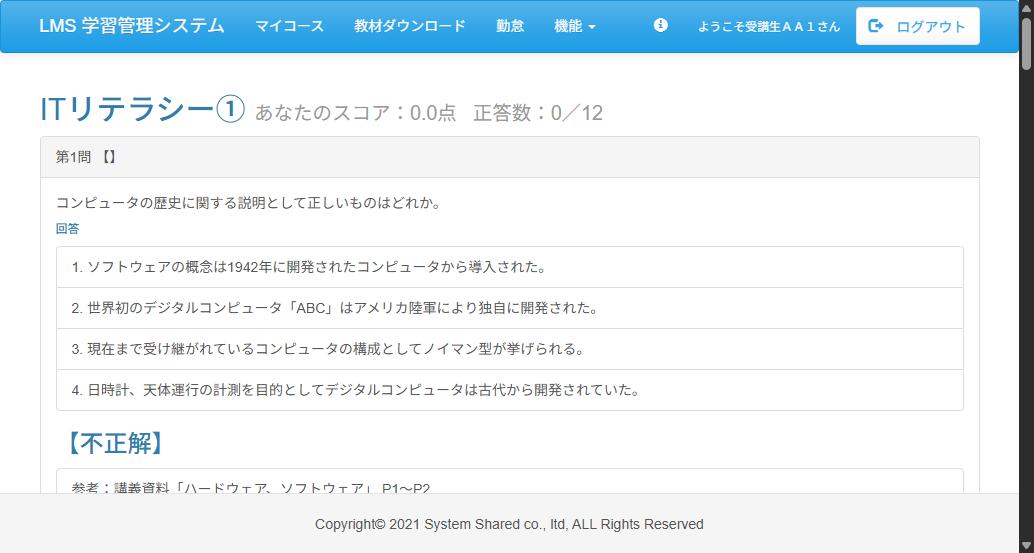 LMS 学習管理システム マイコース 教材ダウンロード 勤怠 機能 ようこそ受講生ＡＡ１さん ログアウト
ITリテラシー① あなたのスコア：0.0点 正答数：0／12
第1問 【】
コンピュータの歴史に関する説明として正しいものはどれか。
回答
1. ソフトウェアの概念は1942年に開発されたコンピュータから導入された。
2. 世界初のデジタルコンピュータ「ABC」はアメリカ陸軍により独自に開発された。
3. 現在まで受け継がれているコンピュータの構成としてノイマン型が挙げられる。
4. 日時計、天体運行の計測を目的としてデジタルコンピュータは古代から開発されていた。
【不正解】
参考：講義資料「ハードウェア、ソフトウェア」 P1～P2
Copyright© 2021 System Shared co., ltd, ALL Rights Reserved